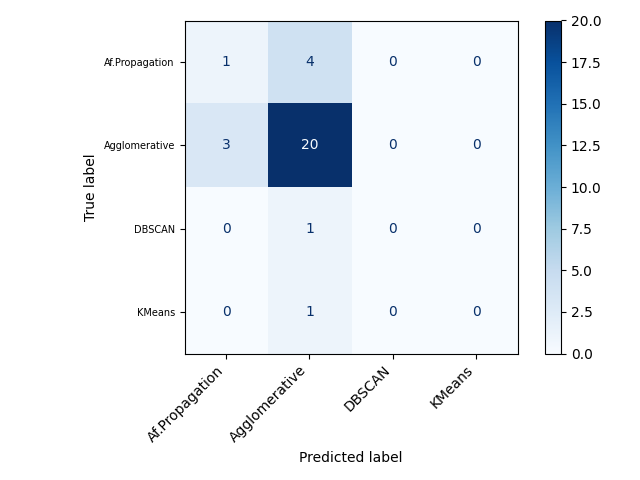 Af.Propagation 1 4 0 0
Agglomerative 3 20 0 0
DBSCAN 0 1 0 0
KMeans 0 1 0 0
Af.Propagation Agglomerative DBSCAN KMeans
Predicted label
True label
20.0
17.5
15.0
12.5
10.0
7.5
5.0
2.5
0.0